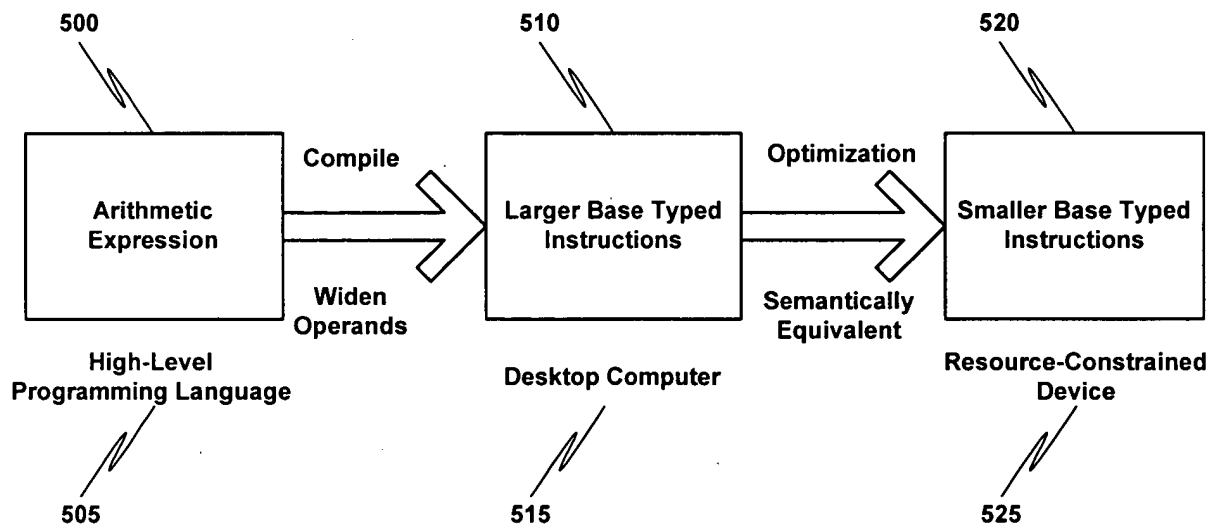 500
510
520
Compile
Optimization
Arithmetic
Expression
Larger Base Typed
Instructions
Smaller Base Typed
Instructions
Widen
Operands
Semantically
Equivalent
High-Level
Programming Language
Desktop Computer
Resource-Constrained
Device
505
515
525